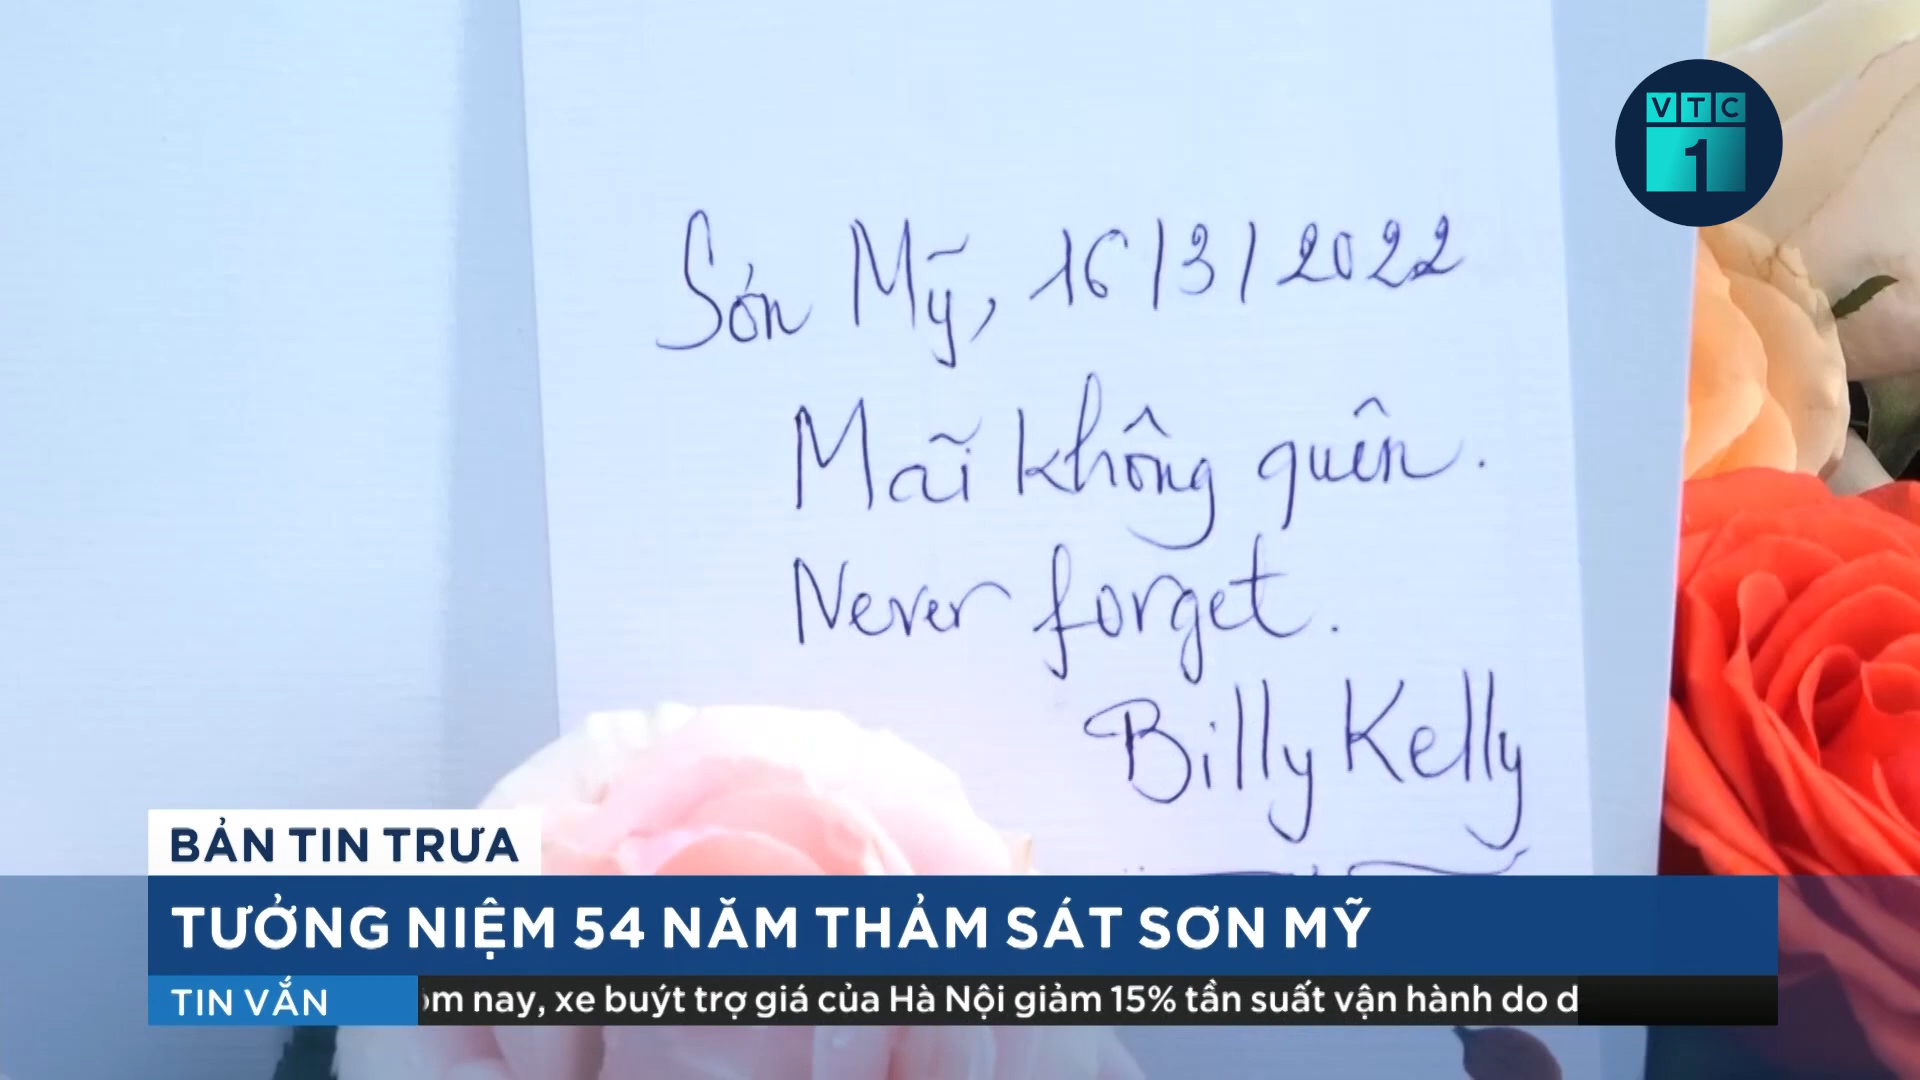 VTC
1
Sơn Mỹ, 16/3/2022
Mãi không quên.
Never forget.
Billy Kelly
BẢN TIN TRƯA
TƯỞNG NIỆM 54 NĂM THẢM SÁT SƠN MỸ
TIN VẮN
nay, xe buýt trợ giá của Hà Nội giảm 15% tần suất vận hành do